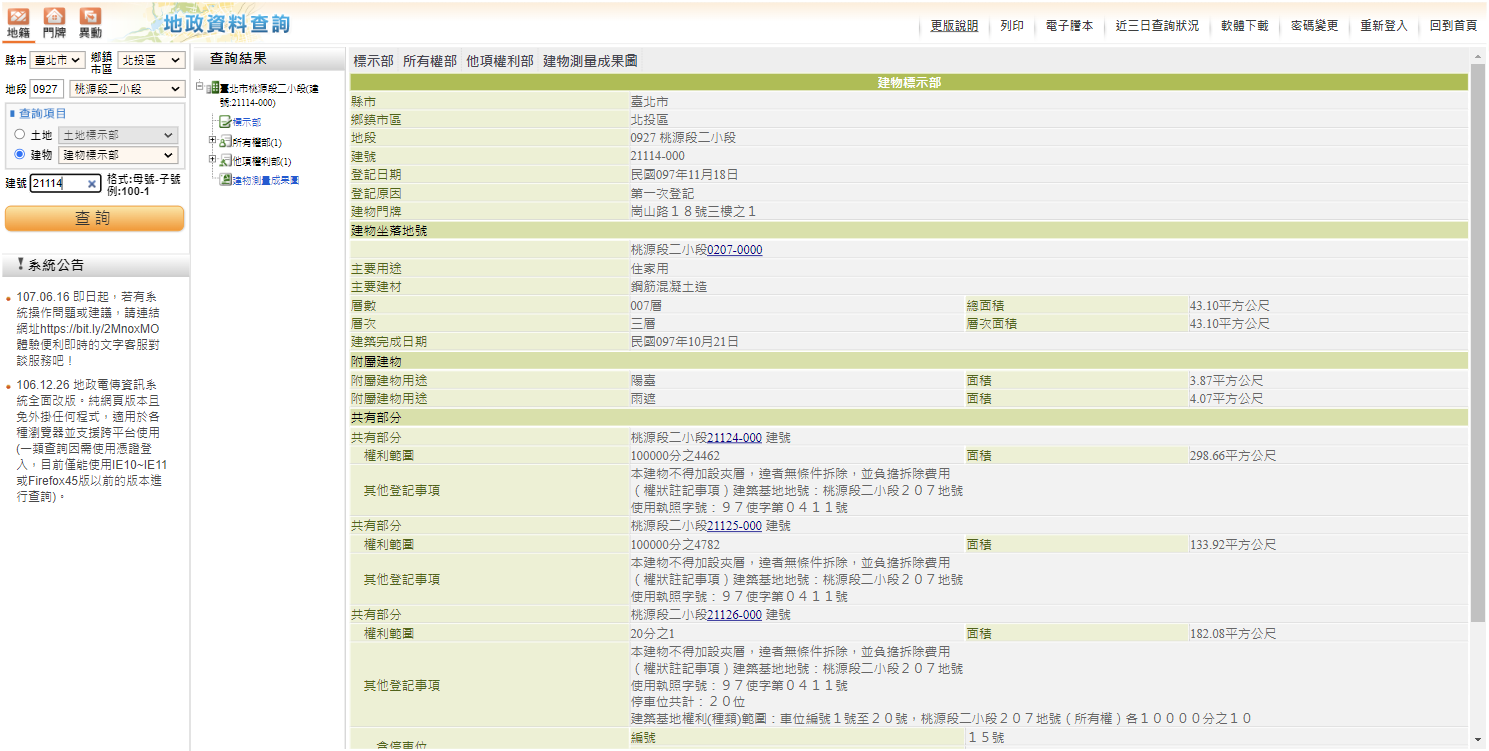 地籍 門牌 異動
地政資料查詢
更版說明 列印 電子謄本 近三日查詢狀況 軟體下載 密碼變更 重新登入 回到首頁
縣市 臺北市 鄉鎮市區 北投區
地段 0927 桃源段二小段
查詢項目
土地 土地標示部
建物 建物標示部
建號 21114 格式:母號-子號
例:100-1
查 詢
系統公告
107.06.16 即日起，若有系
統操作問題或建議，請連結
網址https://bit.ly/2MnoxMO
體驗便利即時的文字客服對
談服務吧！
106.12.26 地政電傳資訊系
統全面改版。純網頁版本且
免外掛任何程式，適用於各
種瀏覽器並支援跨平台使用
(一類查詢因需使用憑證登
入，目前僅能使用IE10~IE11
或Firefox45版以前的版本進
行查詢)。
查詢結果
臺北市桃源段二小段(建
號:21114-000)
標示部
所有權部(1)
他項權利部(1)
建物測量成果圖
標示部 所有權部 他項權利部 建物測量成果圖
建物標示部
縣市 臺北市
鄉鎮市區 北投區
地段 0927 桃源段二小段
建號 21114-000
登記日期 民國097年11月18日
登記原因 第一次登記
建物門牌 崗山路１８號三樓之１
建物坐落地號
桃源段二小段0207-0000
主要用途 住家用
主要建材 鋼筋混凝土造
層數 007層 總面積 43.10平方公尺
層次 三層 層次面積 43.10平方公尺
建築完成日期 民國097年10月21日
附屬建物
附屬建物用途 陽臺 面積 3.87平方公尺
附屬建物用途 雨遮 面積 4.07平方公尺
共有部分
共有部分 桃源段二小段21124-000 建號
權利範圍 100000分之4462 面積 298.66平方公尺
其他登記事項 本建物不得加設夾層，違者無條件拆除，並負擔拆除費用
（權狀註記事項）建築基地地號：桃源段二小段２０７地號
使用執照字號：９７使字第０４１１號
共有部分 桃源段二小段21125-000 建號
權利範圍 100000分之4782 面積 133.92平方公尺
其他登記事項 本建物不得加設夾層，違者無條件拆除，並負擔拆除費用
（權狀註記事項）建築基地地號：桃源段二小段２０７地號
使用執照字號：９７使字第０４１１號
共有部分 桃源段二小段21126-000 建號
權利範圍 20分之1 面積 182.08平方公尺
其他登記事項 本建物不得加設夾層，違者無條件拆除，並負擔拆除費用
（權狀註記事項）建築基地地號：桃源段二小段２０７地號
使用執照字號：９７使字第０４１１號
停車位共計：２０位
建築基地權利(種類)範圍：車位編號１號至２０號，桃源段二小段２０７地號（所有權）各１００００分之１０
含停車位 編號 １５號